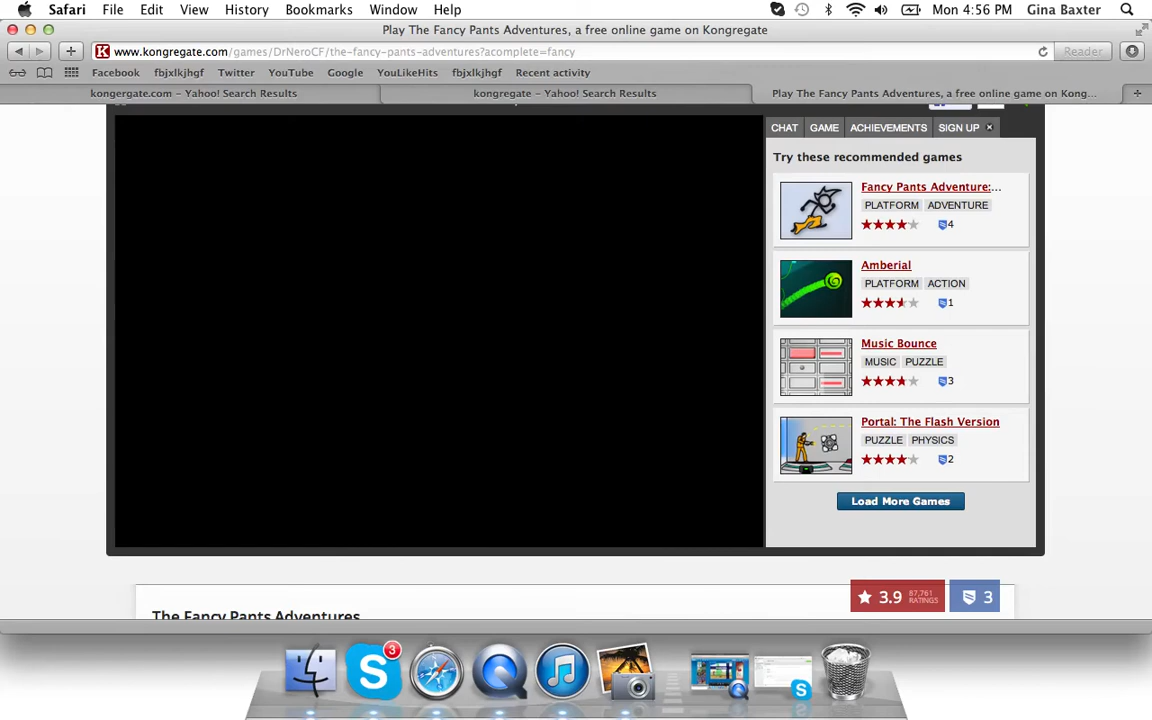 Safari File Edit View History Bookmarks Window Help Mon 4:56 PM Gina Baxter
Play The Fancy Pants Adventures, a free online game on Kongregate
www.kongregate.com/games/DrNeroCF/the-fancy-pants-adventures?acomplete=fancy Reader
Facebook fbjxlkjhgf Twitter YouTube Google YouLikeHits fbjxlkjhgf Recent activity
kongergate.com – Yahoo! Search Results kongregate – Yahoo! Search Results Play The Fancy Pants Adventures, a free online game on Kong...
CHAT GAME ACHIEVEMENTS SIGN UP
Try these recommended games
Fancy Pants Adventure:...
PLATFORM ADVENTURE
4
Amberial
PLATFORM ACTION
1
Music Bounce
MUSIC PUZZLE
3
Portal: The Flash Version
PUZZLE PHYSICS
2
Load More Games
3.9 87,761 RATINGS 3
The Fancy Pants Adventures
S 3
S